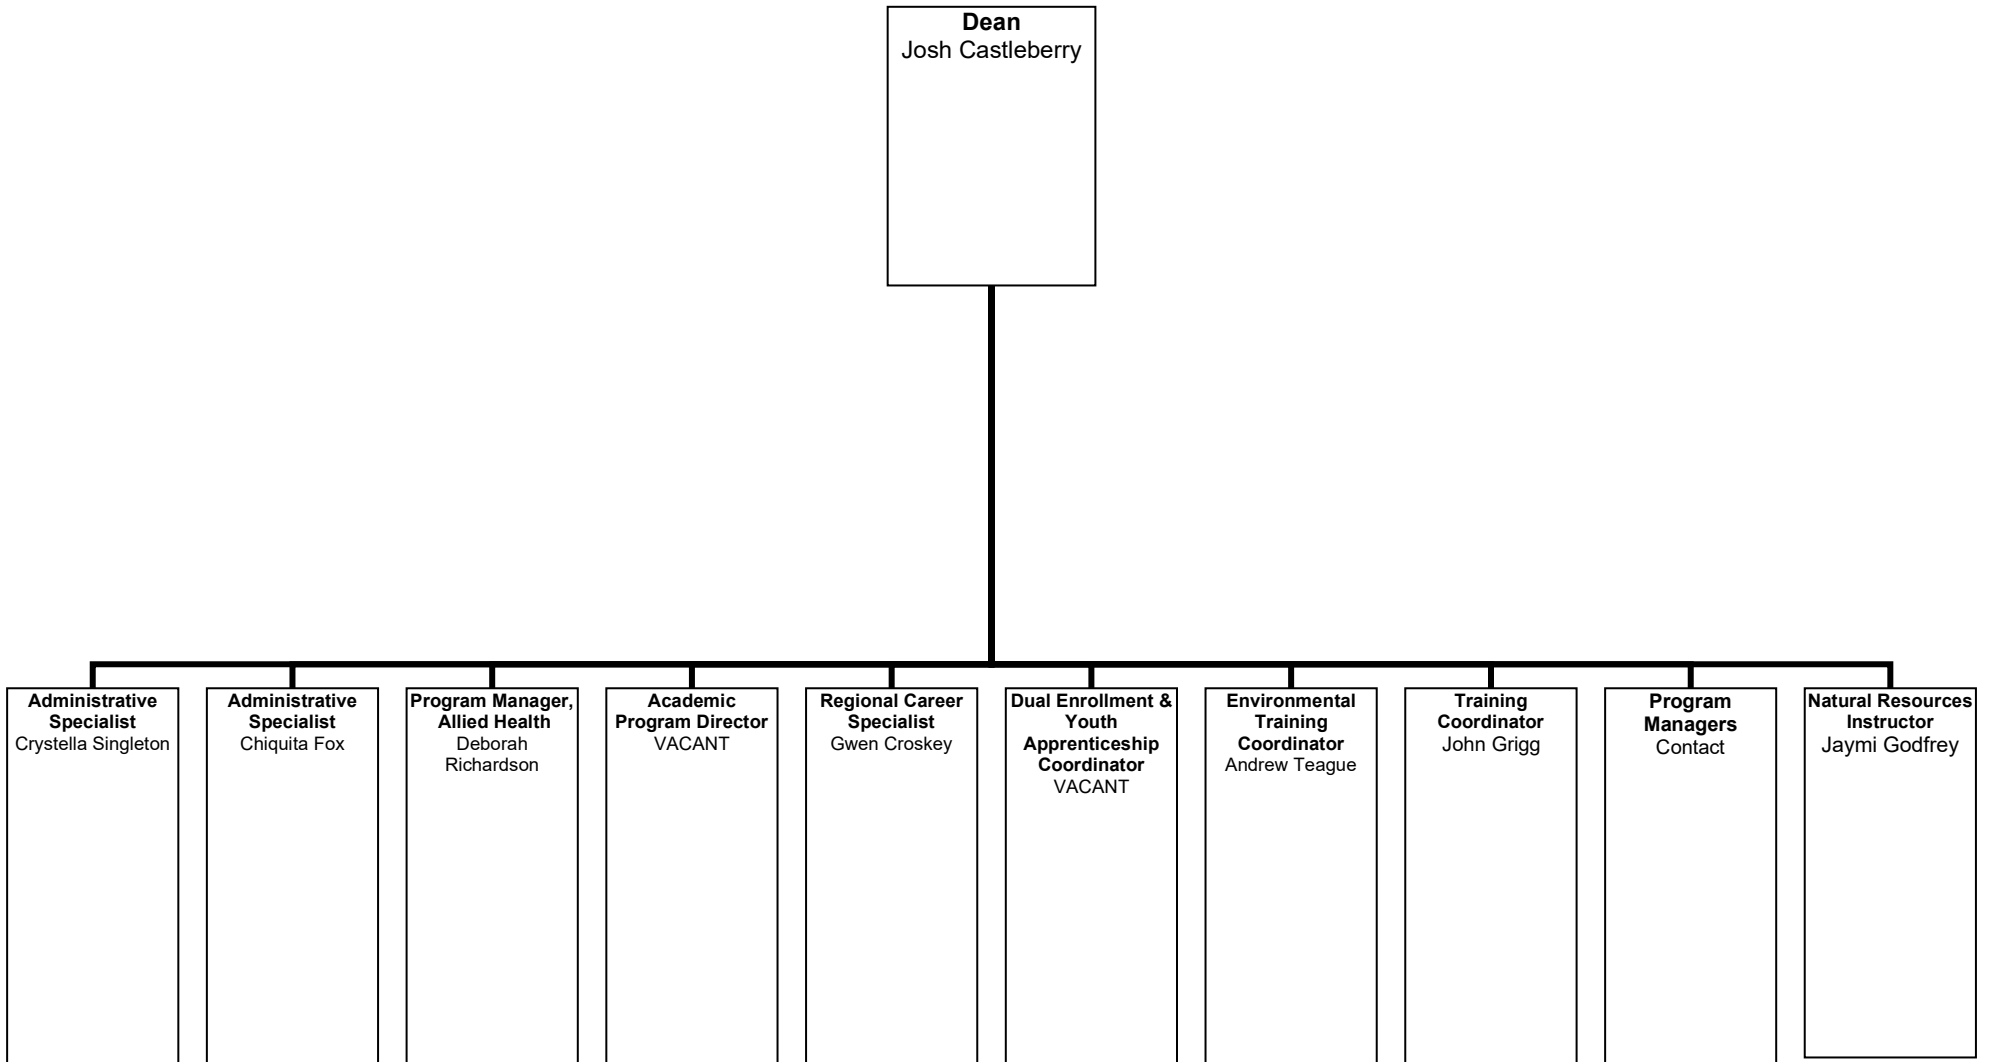 Dean
Josh Castleberry
Administrative
Specialist
Crystella Singleton
Administrative
Specialist
Chiquita Fox
Program Manager,
Allied Health
Deborah
Richardson
Academic
Program Director
VACANT
Regional Career
Specialist
Gwen Croskey
Dual Enrollment &
Youth
Apprenticeship
Coordinator
VACANT
Environmental
Training
Coordinator
Andrew Teague
Training
Coordinator
John Grigg
Program
Managers
Contact
Natural Resources
Instructor
Jaymi Godfrey